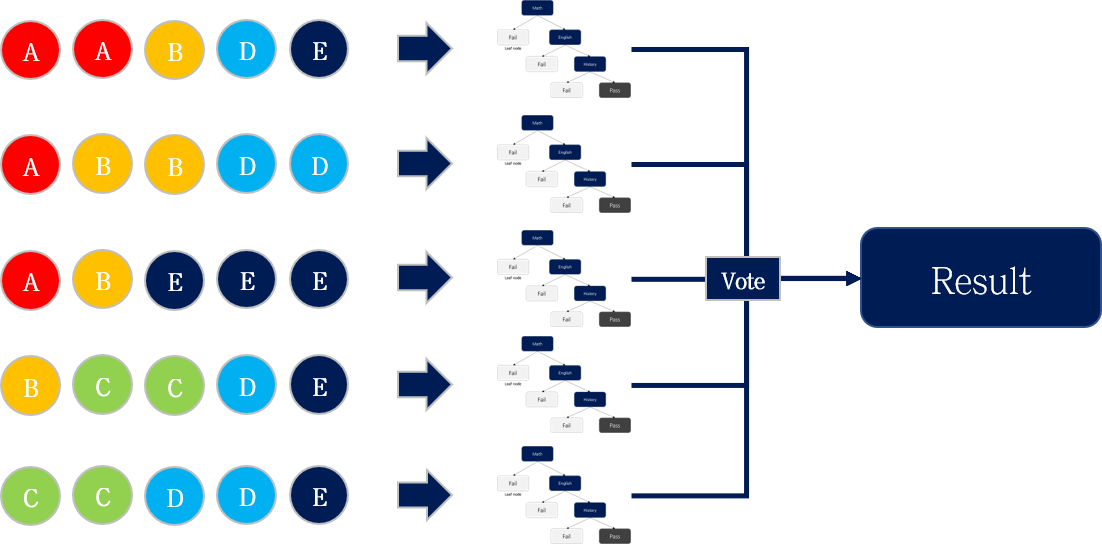 A A B D E
Math
Fail English
Leaf node
Fail History
Fail Pass
A B B D D
Math
Fail English
Leaf node
Fail History
Fail Pass
A B E E E
Math
Fail English
Leaf node
Fail History
Fail Pass
Vote
Result
B C C D E
Math
Fail English
Leaf node
Fail History
Fail Pass
C C D D E
Math
Fail English
Leaf node
Fail History
Fail Pass